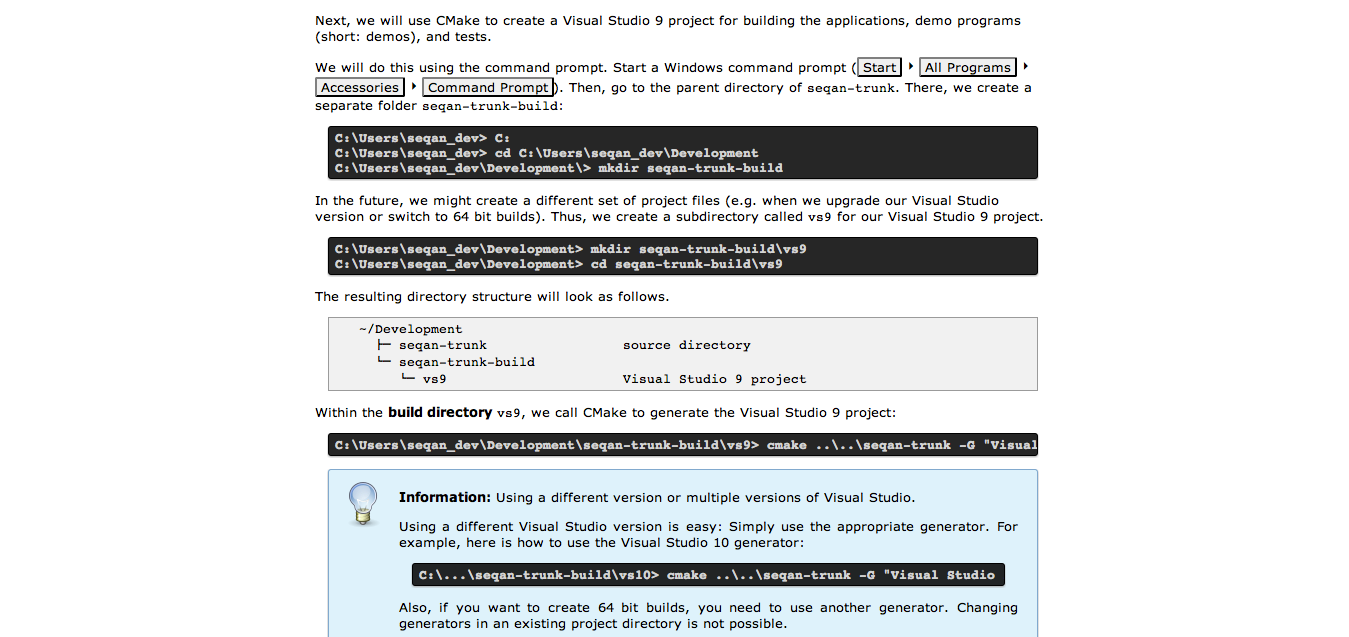 Next, we will use CMake to create a Visual Studio 9 project for building the applications, demo programs
(short: demos), and tests.
We will do this using the command prompt. Start a Windows command prompt (Start ▸ All Programs ▸
Accessories ▸ Command Prompt). Then, go to the parent directory of seqan-trunk. There, we create a
separate folder seqan-trunk-build:
C:\Users\seqan_dev> C:
C:\Users\seqan_dev> cd C:\Users\seqan_dev\Development
C:\Users\seqan_dev\Development\> mkdir seqan-trunk-build
In the future, we might create a different set of project files (e.g. when we upgrade our Visual Studio
version or switch to 64 bit builds). Thus, we create a subdirectory called vs9 for our Visual Studio 9 project.
C:\Users\seqan_dev\Development> mkdir seqan-trunk-build\vs9
C:\Users\seqan_dev\Development> cd seqan-trunk-build\vs9
The resulting directory structure will look as follows.
~/Development
├─ seqan-trunk source directory
└─ seqan-trunk-build
└─ vs9 Visual Studio 9 project
Within the build directory vs9, we call CMake to generate the Visual Studio 9 project:
C:\Users\seqan_dev\Development\seqan-trunk-build\vs9> cmake ..\..\seqan-trunk -G "Visual
Information: Using a different version or multiple versions of Visual Studio.
Using a different Visual Studio version is easy: Simply use the appropriate generator. For
example, here is how to use the Visual Studio 10 generator:
C:\...\seqan-trunk-build\vs10> cmake ..\..\seqan-trunk -G "Visual Studio
Also, if you want to create 64 bit builds, you need to use another generator. Changing
generators in an existing project directory is not possible.